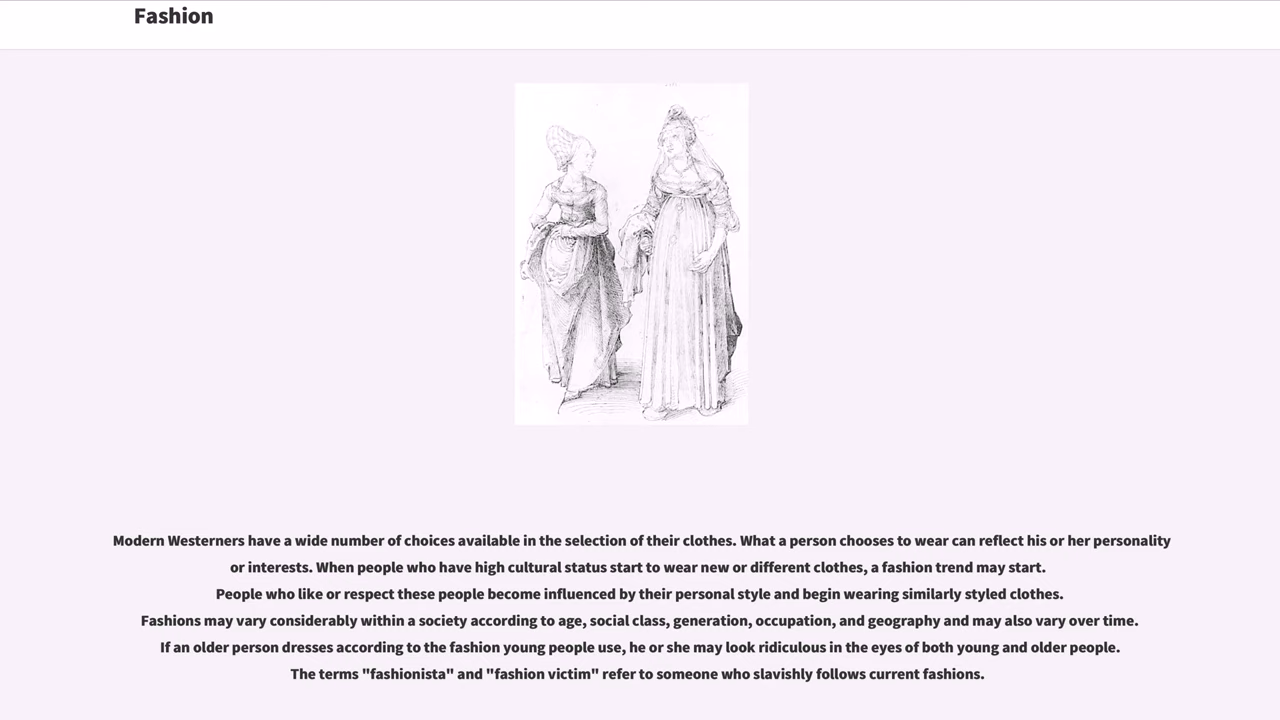 Fashion
Modern Westerners have a wide number of choices available in the selection of their clothes. What a person chooses to wear can reflect his or her personality
or interests. When people who have high cultural status start to wear new or different clothes, a fashion trend may start.
People who like or respect these people become influenced by their personal style and begin wearing similarly styled clothes.
Fashions may vary considerably within a society according to age, social class, generation, occupation, and geography and may also vary over time.
If an older person dresses according to the fashion young people use, he or she may look ridiculous in the eyes of both young and older people.
The terms "fashionista" and "fashion victim" refer to someone who slavishly follows current fashions.